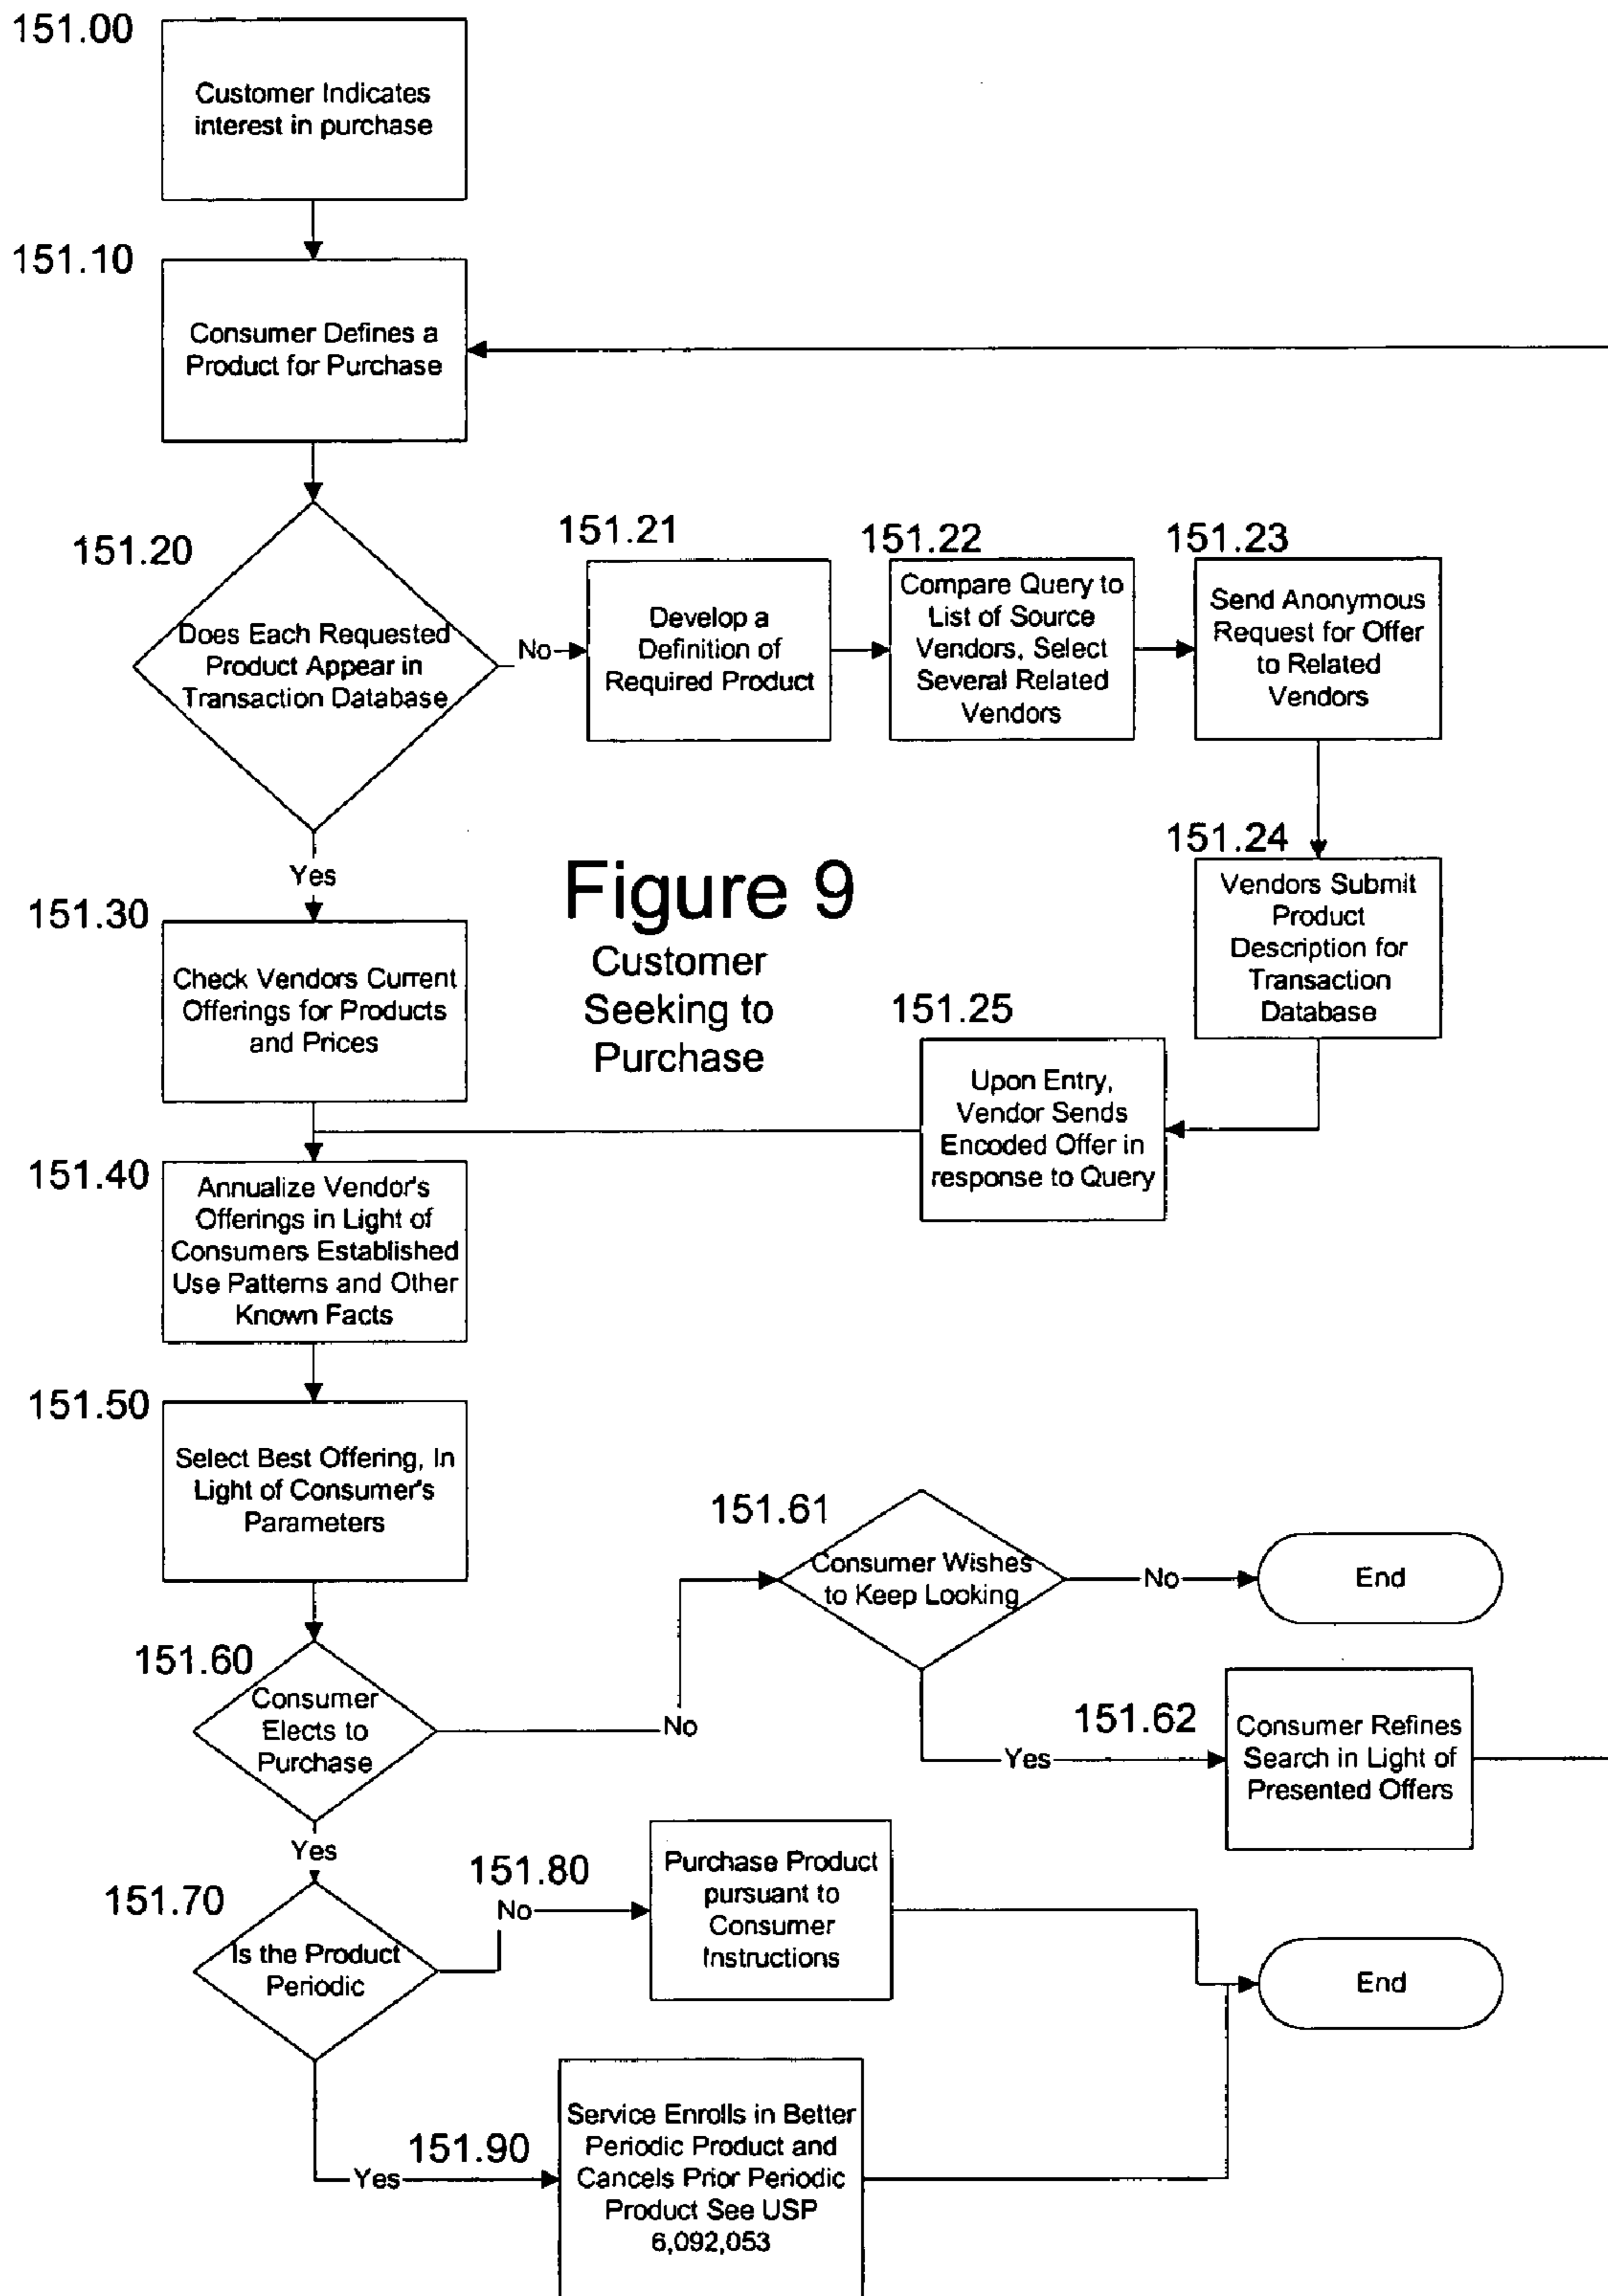 151.00
Customer Indicates
interest in purchase
151.10
Consumer Defines a
Product for Purchase
151.20
Does Each Requested
Product Appear in
Transaction Database
No
151.21
Develop a
Definition of
Required Product
151.22
Compare Query to
List of Source
Vendors, Select
Several Related
Vendors
151.23
Send Anonymous
Request for Offer
to Related
Vendors
151.24
Vendors Submit
Product
Description for
Transaction
Database
Yes
Figure 9
Customer
Seeking to
Purchase
151.25
Upon Entry,
Vendor Sends
Encoded Offer in
response to Query
151.30
Check Vendors Current
Offerings for Products
and Prices
151.40
Annualize Vendor's
Offerings in Light of
Consumers Established
Use Patterns and Other
Known Facts
151.50
Select Best Offering, In
Light of Consumer's
Parameters
151.60
Consumer
Elects to
Purchase
No
151.61
Consumer Wishes
to Keep Looking
No
End
Yes
151.62
Consumer Refines
Search in Light of
Presented Offers
Yes
151.70
Is the Product
Periodic
No
151.80
Purchase Product
pursuant to
Consumer
Instructions
End
Yes
151.90
Service Enrolls in Better
Periodic Product and
Cancels Prior Periodic
Product See USP
6,092,053